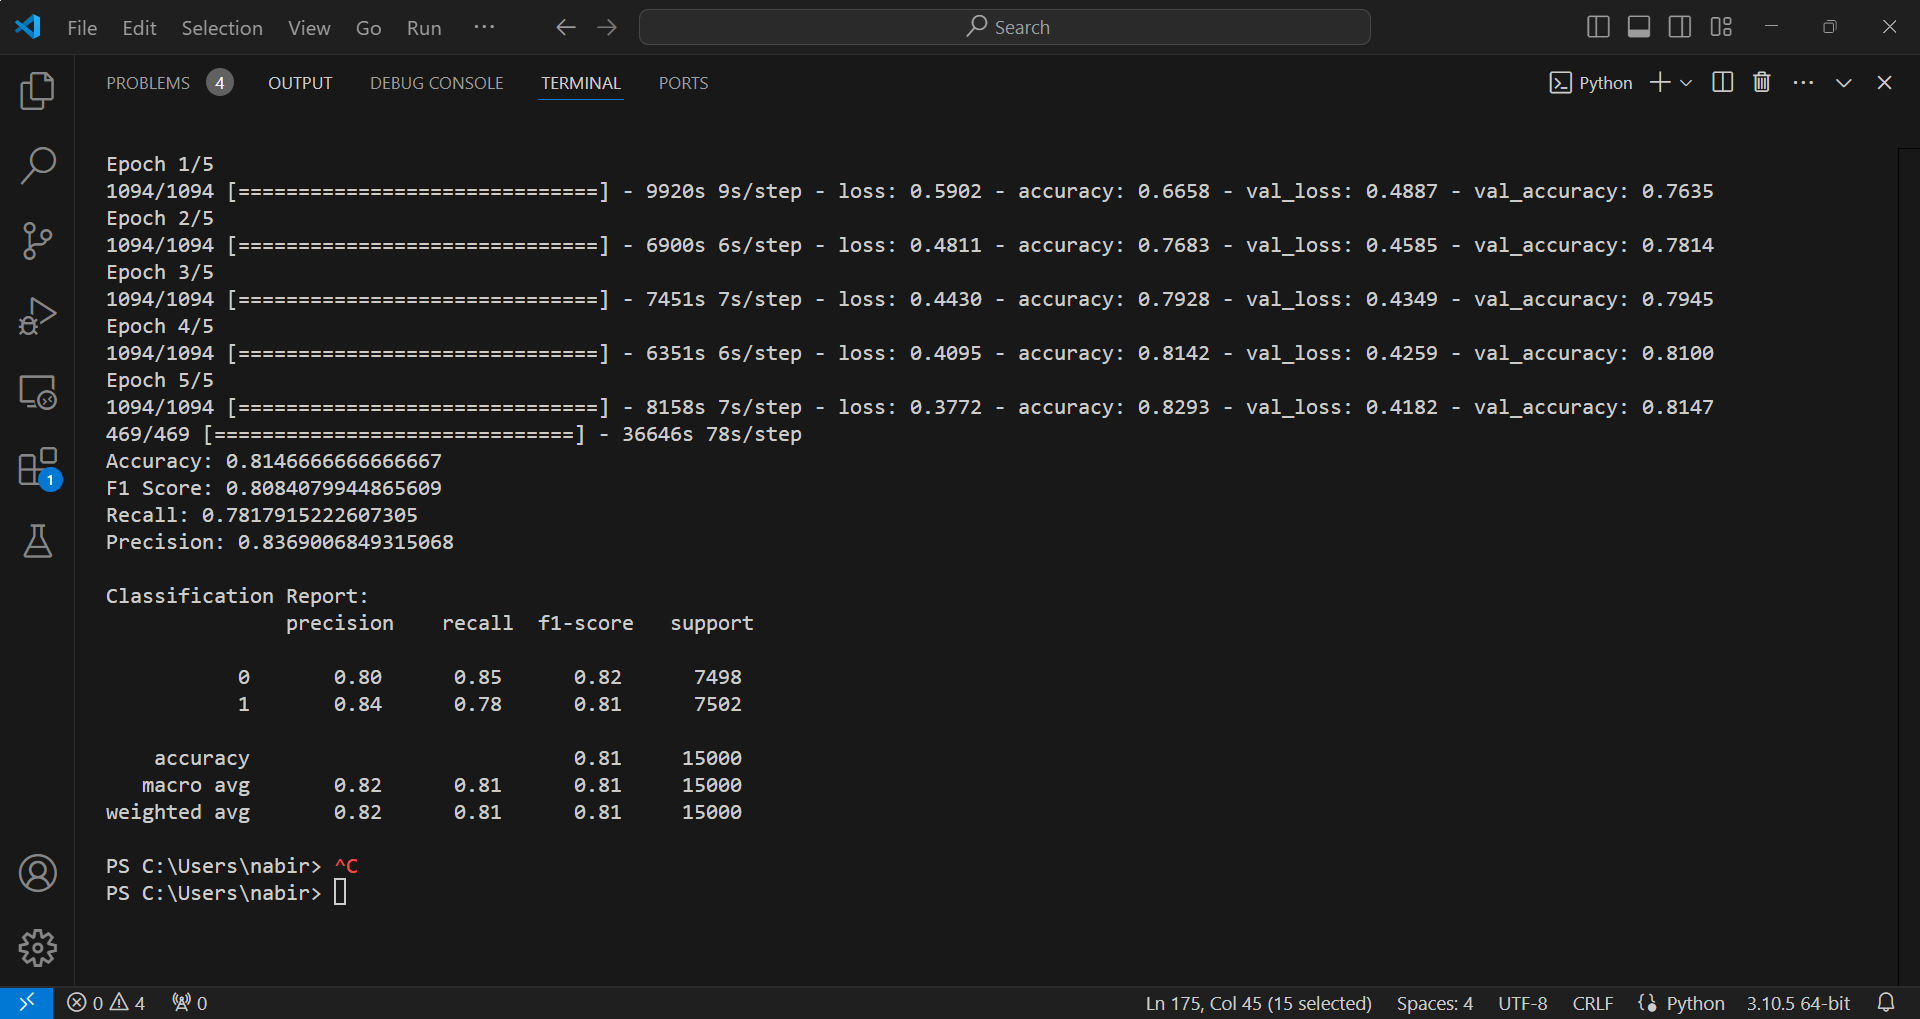 File Edit Selection View Go Run ··· Search
PROBLEMS 4 OUTPUT DEBUG CONSOLE TERMINAL PORTS Python
Epoch 1/5
1094/1094 [==============================] - 9920s 9s/step - loss: 0.5902 - accuracy: 0.6658 - val_loss: 0.4887 - val_accuracy: 0.7635
Epoch 2/5
1094/1094 [==============================] - 6900s 6s/step - loss: 0.4811 - accuracy: 0.7683 - val_loss: 0.4585 - val_accuracy: 0.7814
Epoch 3/5
1094/1094 [==============================] - 7451s 7s/step - loss: 0.4430 - accuracy: 0.7928 - val_loss: 0.4349 - val_accuracy: 0.7945
Epoch 4/5
1094/1094 [==============================] - 6351s 6s/step - loss: 0.4095 - accuracy: 0.8142 - val_loss: 0.4259 - val_accuracy: 0.8100
Epoch 5/5
1094/1094 [==============================] - 8158s 7s/step - loss: 0.3772 - accuracy: 0.8293 - val_loss: 0.4182 - val_accuracy: 0.8147
469/469 [==============================] - 36646s 78s/step
Accuracy: 0.8146666666666667
F1 Score: 0.8084079944865609
Recall: 0.7817915222607305
Precision: 0.8369006849315068
Classification Report:
precision recall f1-score support
0 0.80 0.85 0.82 7498
1 0.84 0.78 0.81 7502
accuracy 0.81 15000
macro avg 0.82 0.81 0.81 15000
weighted avg 0.82 0.81 0.81 15000
PS C:\Users\nabir> ^C
PS C:\Users\nabir>
1
0 4 0 Ln 175, Col 45 (15 selected) Spaces: 4 UTF-8 CRLF Python 3.10.5 64-bit